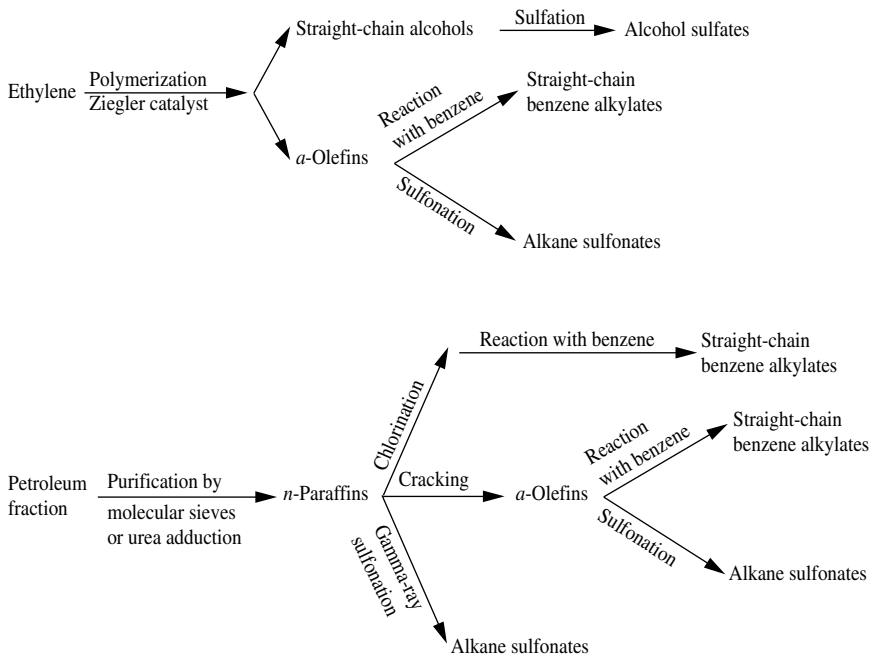 Straight-chain alcohols
Sulfation
Alcohol sulfates
Ethylene
Polymerization
Ziegler catalyst
Reaction
with benzene
Straight-chain
benzene alkylates
a-Olefins
Sulfonation
Alkane sulfonates
Reaction with benzene
Straight-chain
benzene alkylates
Chlorination
Reaction
with benzene
Straight-chain
benzene alkylates
Petroleum
fraction
Purification by
molecular sieves
or urea adduction
n-Paraffins
Cracking
a-Olefins
Sulfonation
Alkane sulfonates
Gamma-ray
sulfonation
Alkane sulfonates